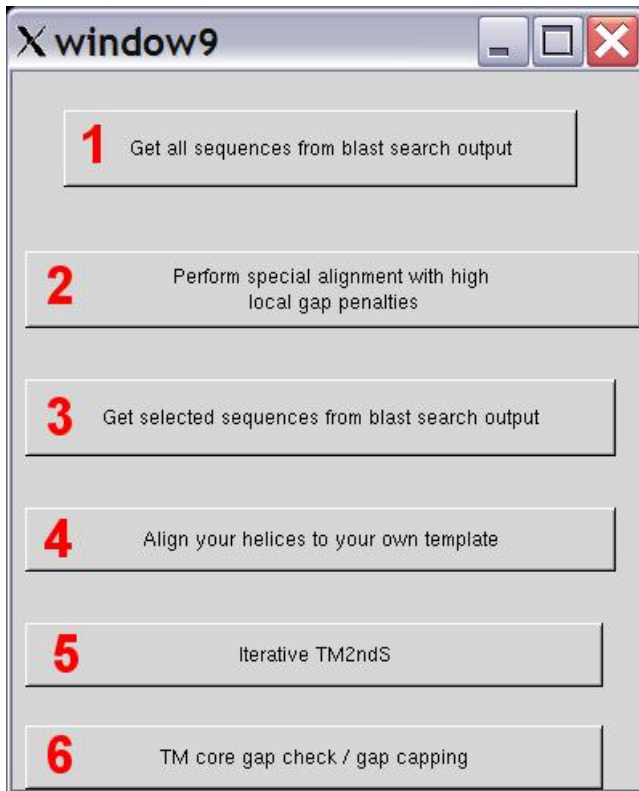 X window9
1 Get all sequences from blast search output
2 Perform special alignment with high
local gap penalties
3 Get selected sequences from blast search output
4 Align your helices to your own template
5 Iterative TM2ndS
6 TM core gap check / gap capping